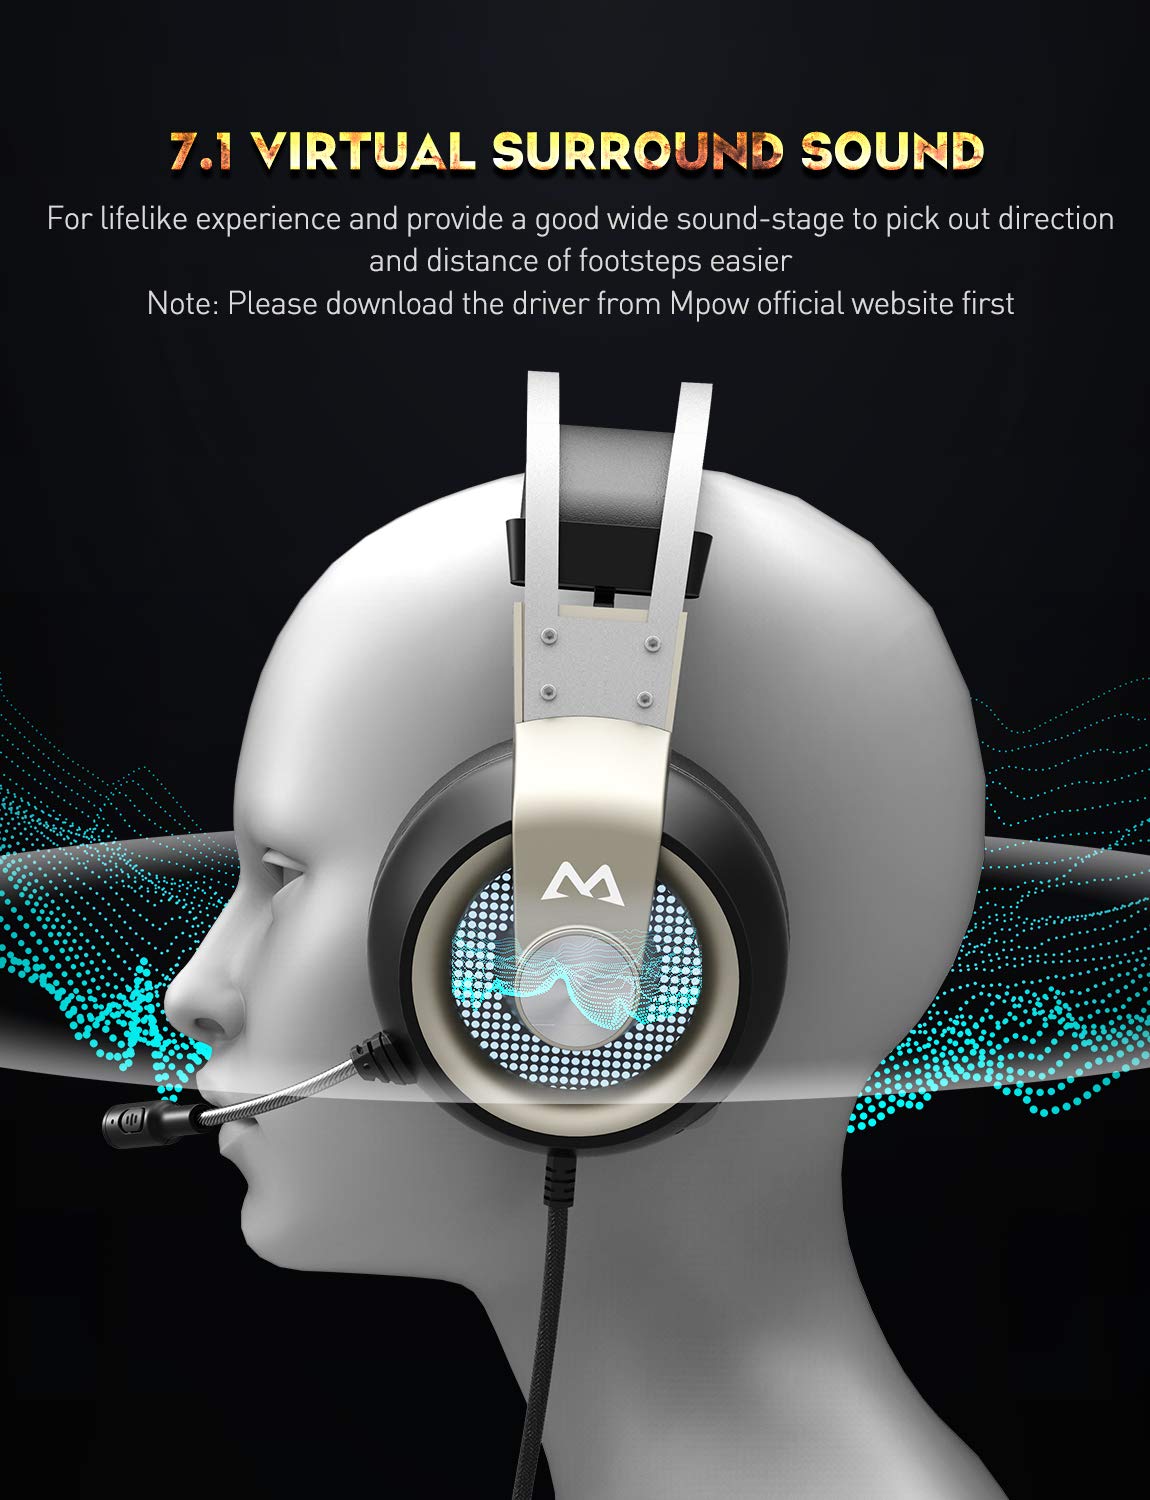 7.1 VIRTUAL SURROUND SOUND
For lifelike experience and provide a good wide sound-stage to pick out direction
and distance of footsteps easier
Note: Please download the driver from Mpow official website first